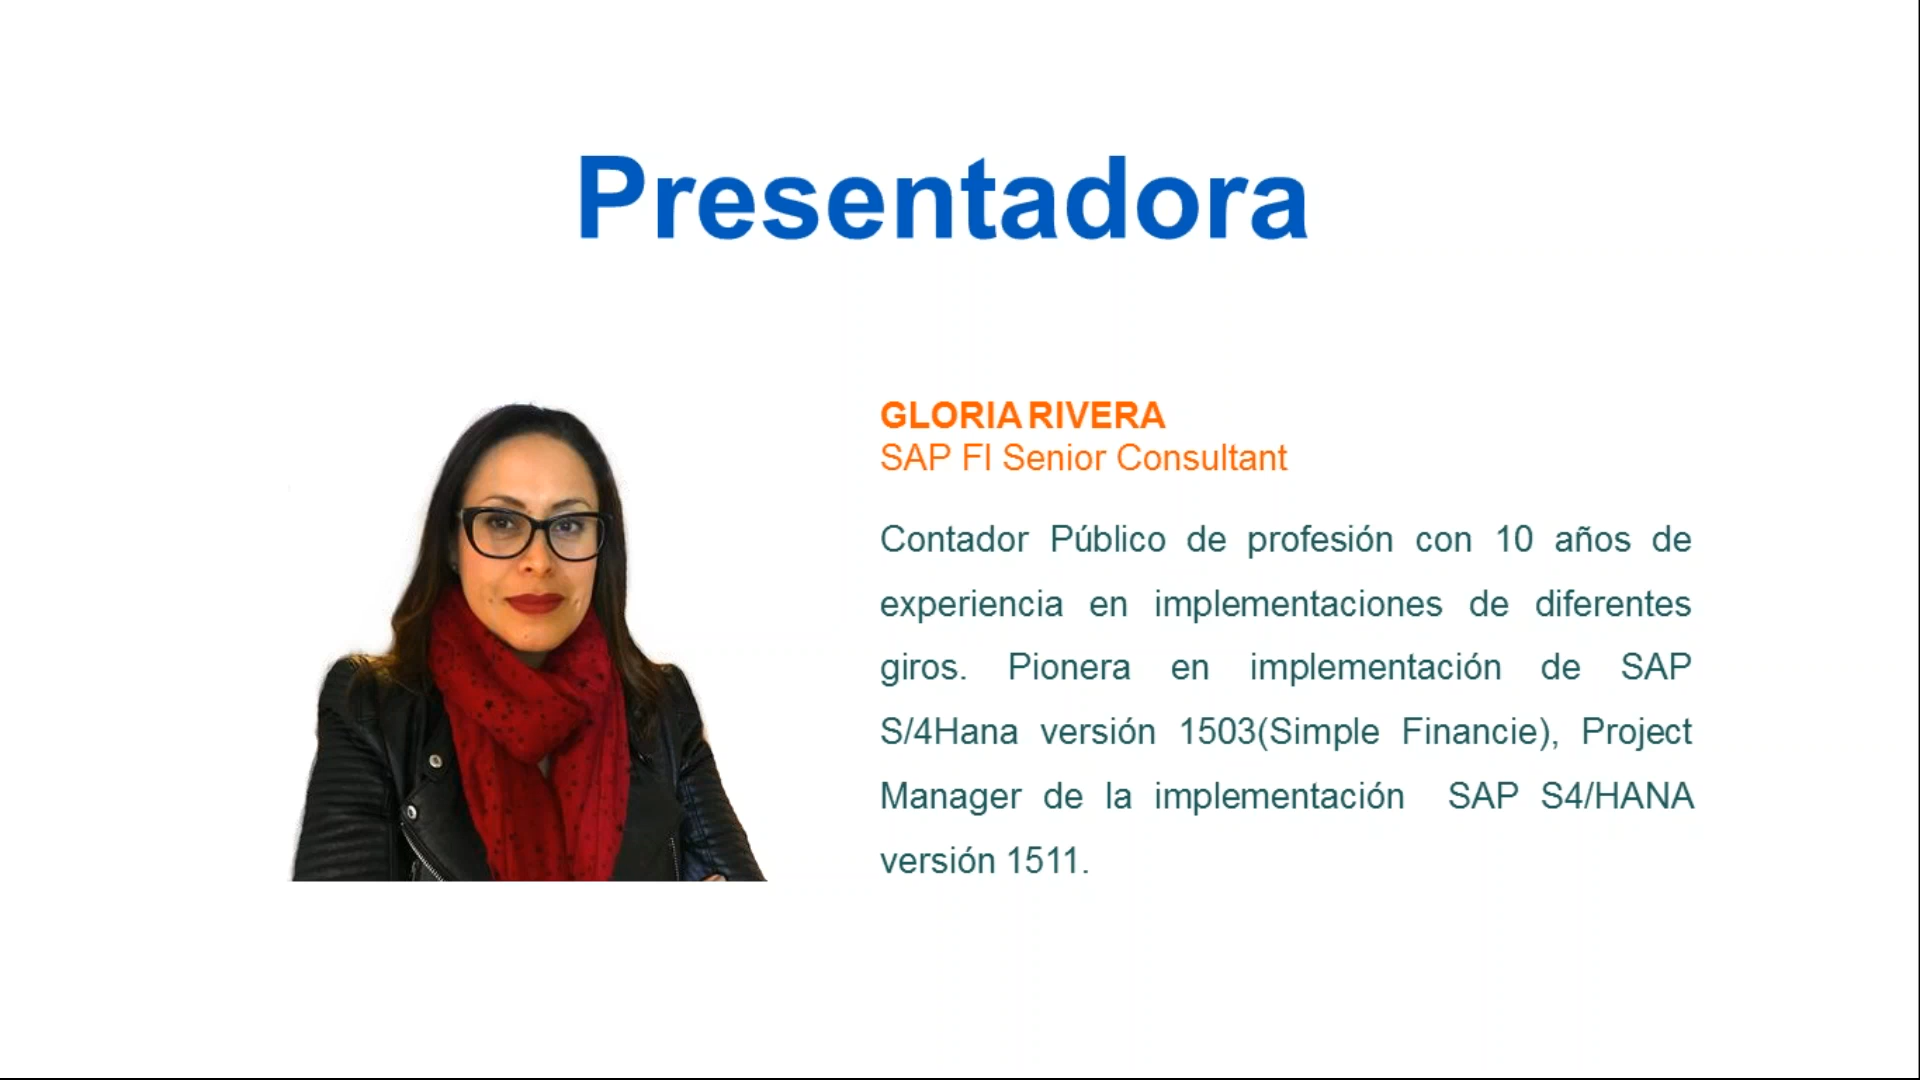 Presentadora
GLORIA RIVERA
SAP FI Senior Consultant
Contador Público de profesión con 10 años de
experiencia en implementaciones de diferentes
giros. Pionera en implementación de SAP
S/4Hana versión 1503(Simple Financie), Project
Manager de la implementación SAP S4/HANA
versión 1511.